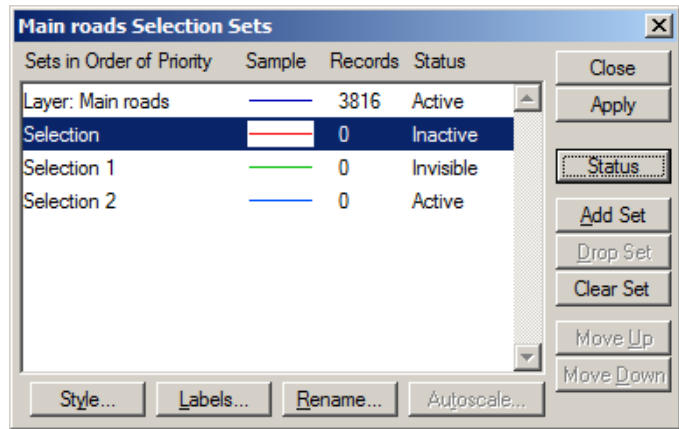 Main roads Selection Sets
Sets in Order of Priority Sample Records Status
Layer: Main roads 3816 Active
Selection 0 Inactive
Selection 1 0 Invisible
Selection 2 0 Active
Close
Apply
Status
Add Set
Drop Set
Clear Set
Move Up
Move Down
Style... Labels... Rename... Autoscale...